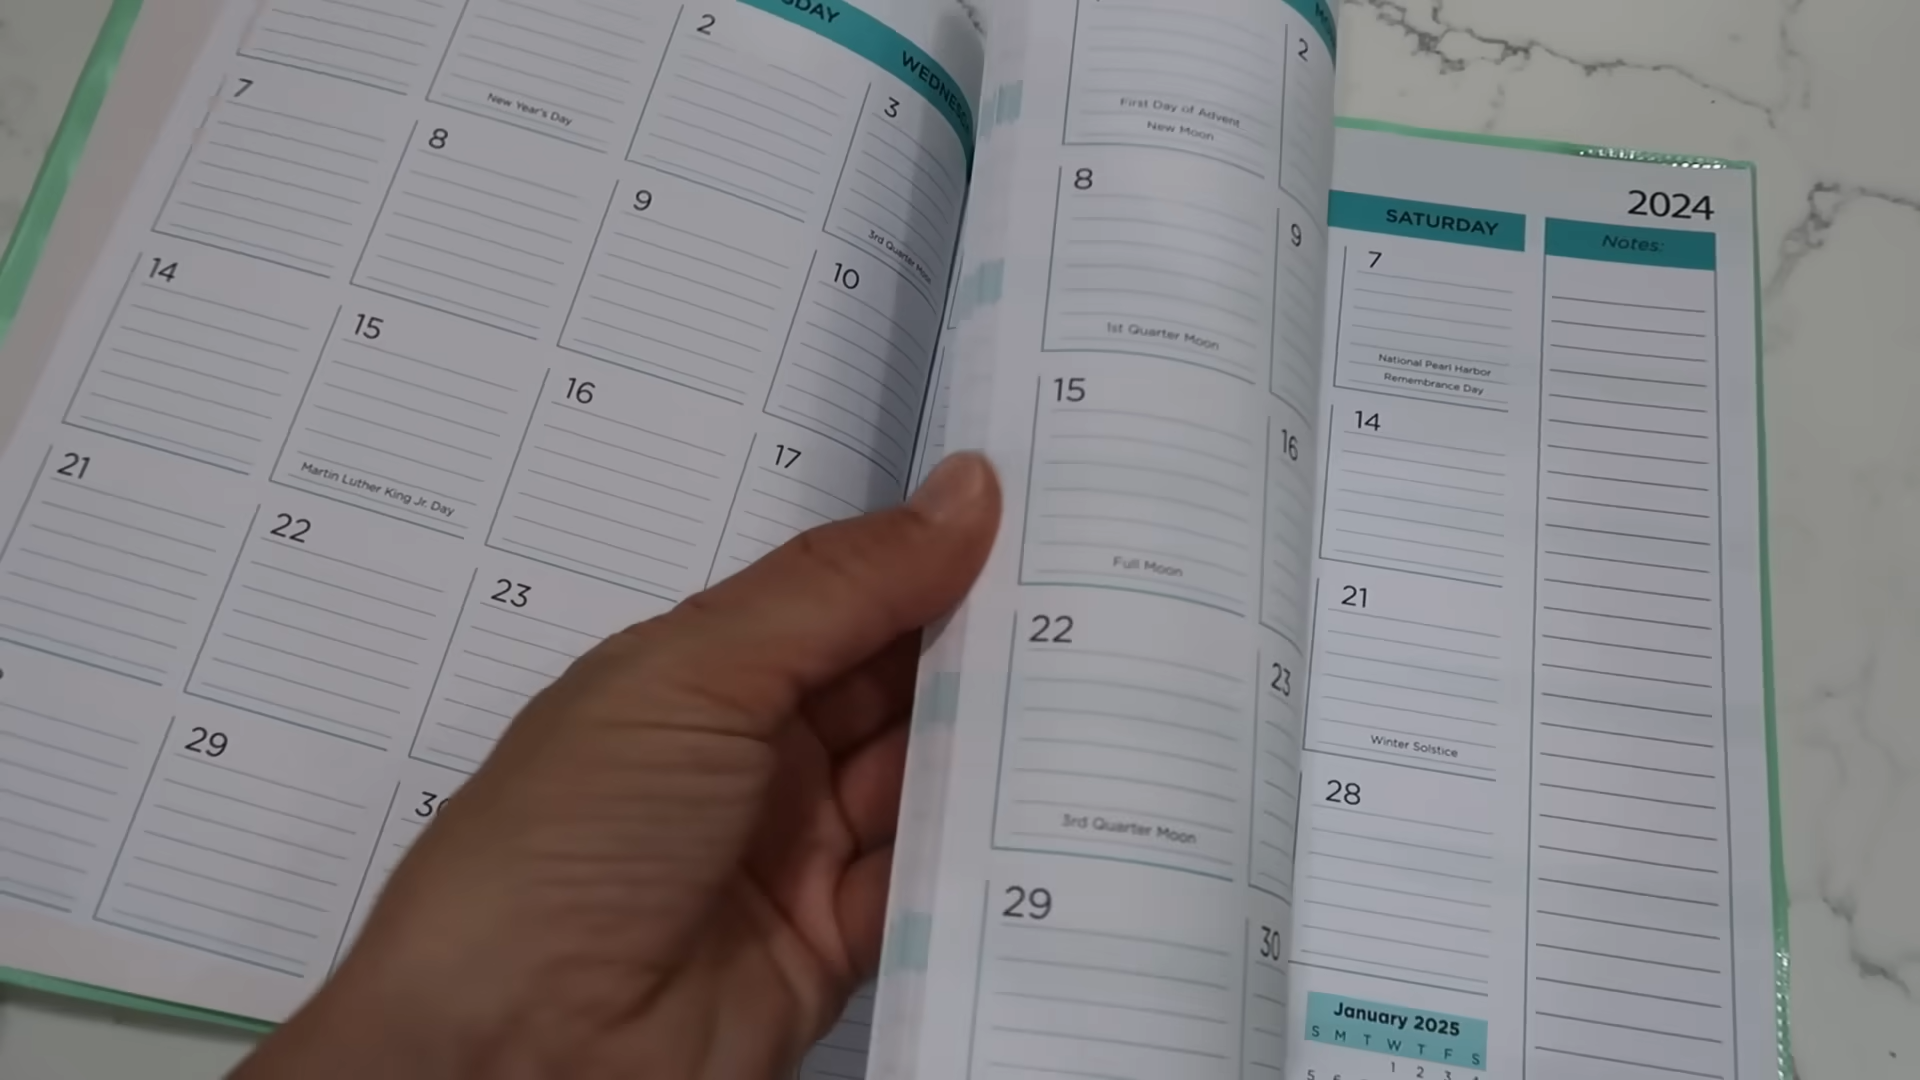 SDAY
WEDNESD
2
3
New Year's Day
3rd Quarter Moon
7
8
9
10
14
15
16
17
Martin Luther King Jr. Day
21
22
23
29
30
2
First Day of Advent
New Moon
8
9
1st Quarter Moon
15
16
Full Moon
22
23
3rd Quarter Moon
29
30
2024
SATURDAY
Notes:
7
National Pearl Harbor
Remembrance Day
14
21
Winter Solstice
28
January 2025
S M T W T F S
1 2 3